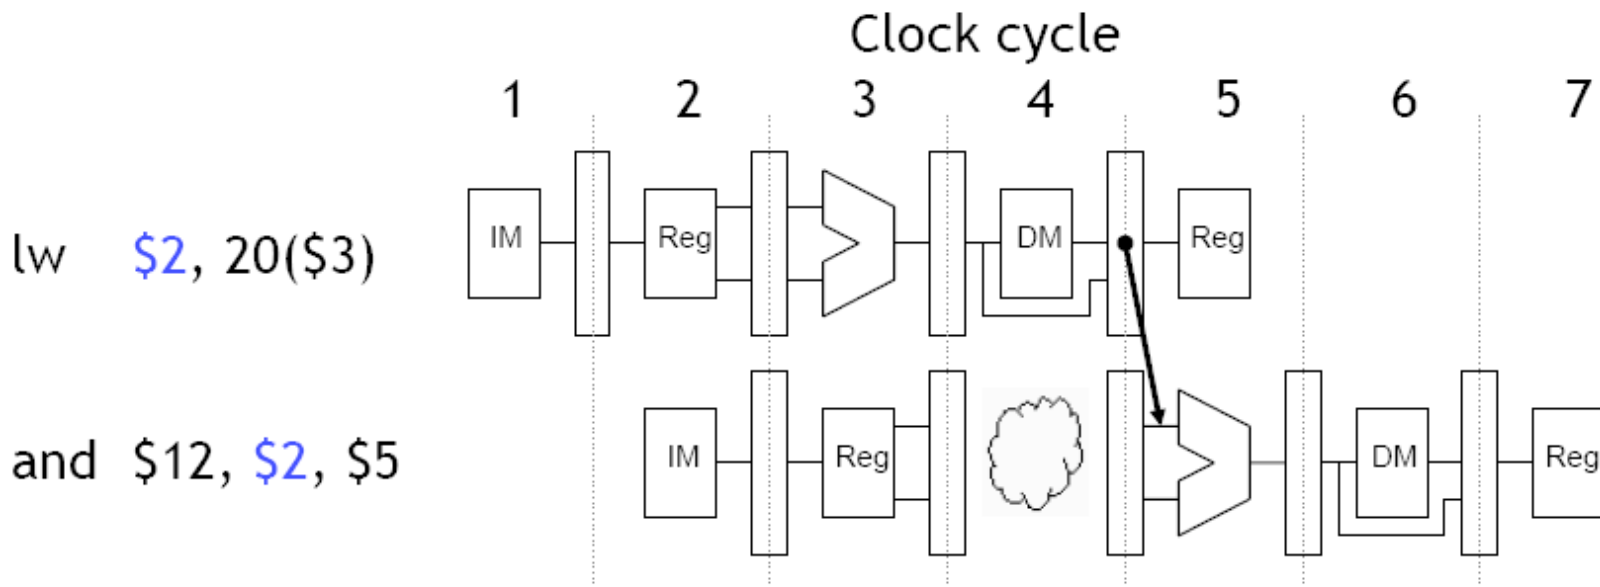 Clock cycle
1 2 3 4 5 6 7
lw $2, 20($3) IM Reg DM Reg
and $12, $2, $5 IM Reg DM Reg